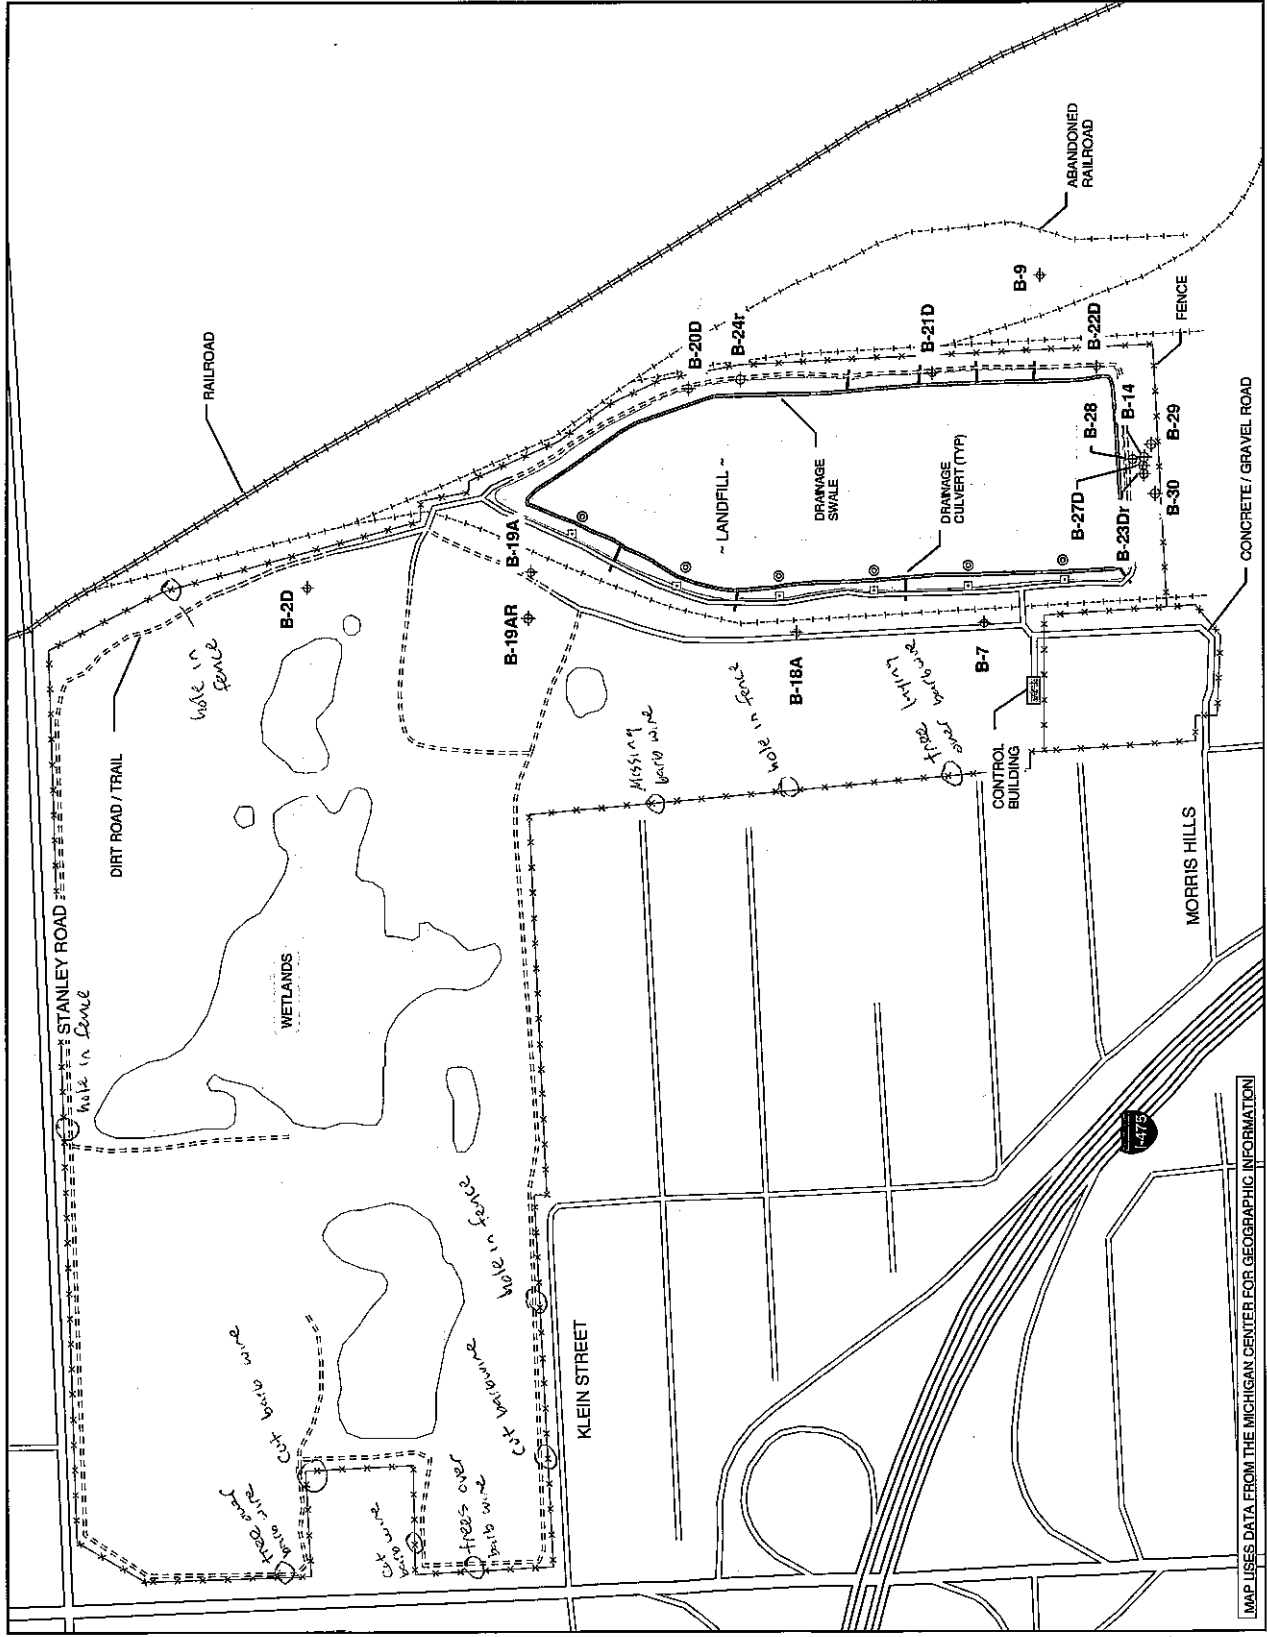 RAILROAD
ABANDONED
RAILROAD
B-9
FENCE
B-20D
B-24r
B-21D
B-22D
CONCRETE / GRAVEL ROAD
B-28
B-14
B-29
B-30
B-27D
B-23Dr
~ LANDFILL ~
DRAINAGE
SWALE
DRAINAGE
CULVERT (TYP)
B-19A
B-19AR
B-2D
B-18A
B-7
hole in
fence
DIRT ROAD / TRAIL
Missing
barb wire
hole in fence
tree laying
over barb wire
CONTROL
BUILDING
MORRIS HILLS
STANLEY ROAD
hole in fence
WETLANDS
hole in fence
I-475
KLEIN STREET
cut barb wire
cut barb wire
tree over
barb wire
cut wire
barb wire
trees over
barb wire
MAP USES DATA FROM THE MICHIGAN CENTER FOR GEOGRAPHIC INFORMATION